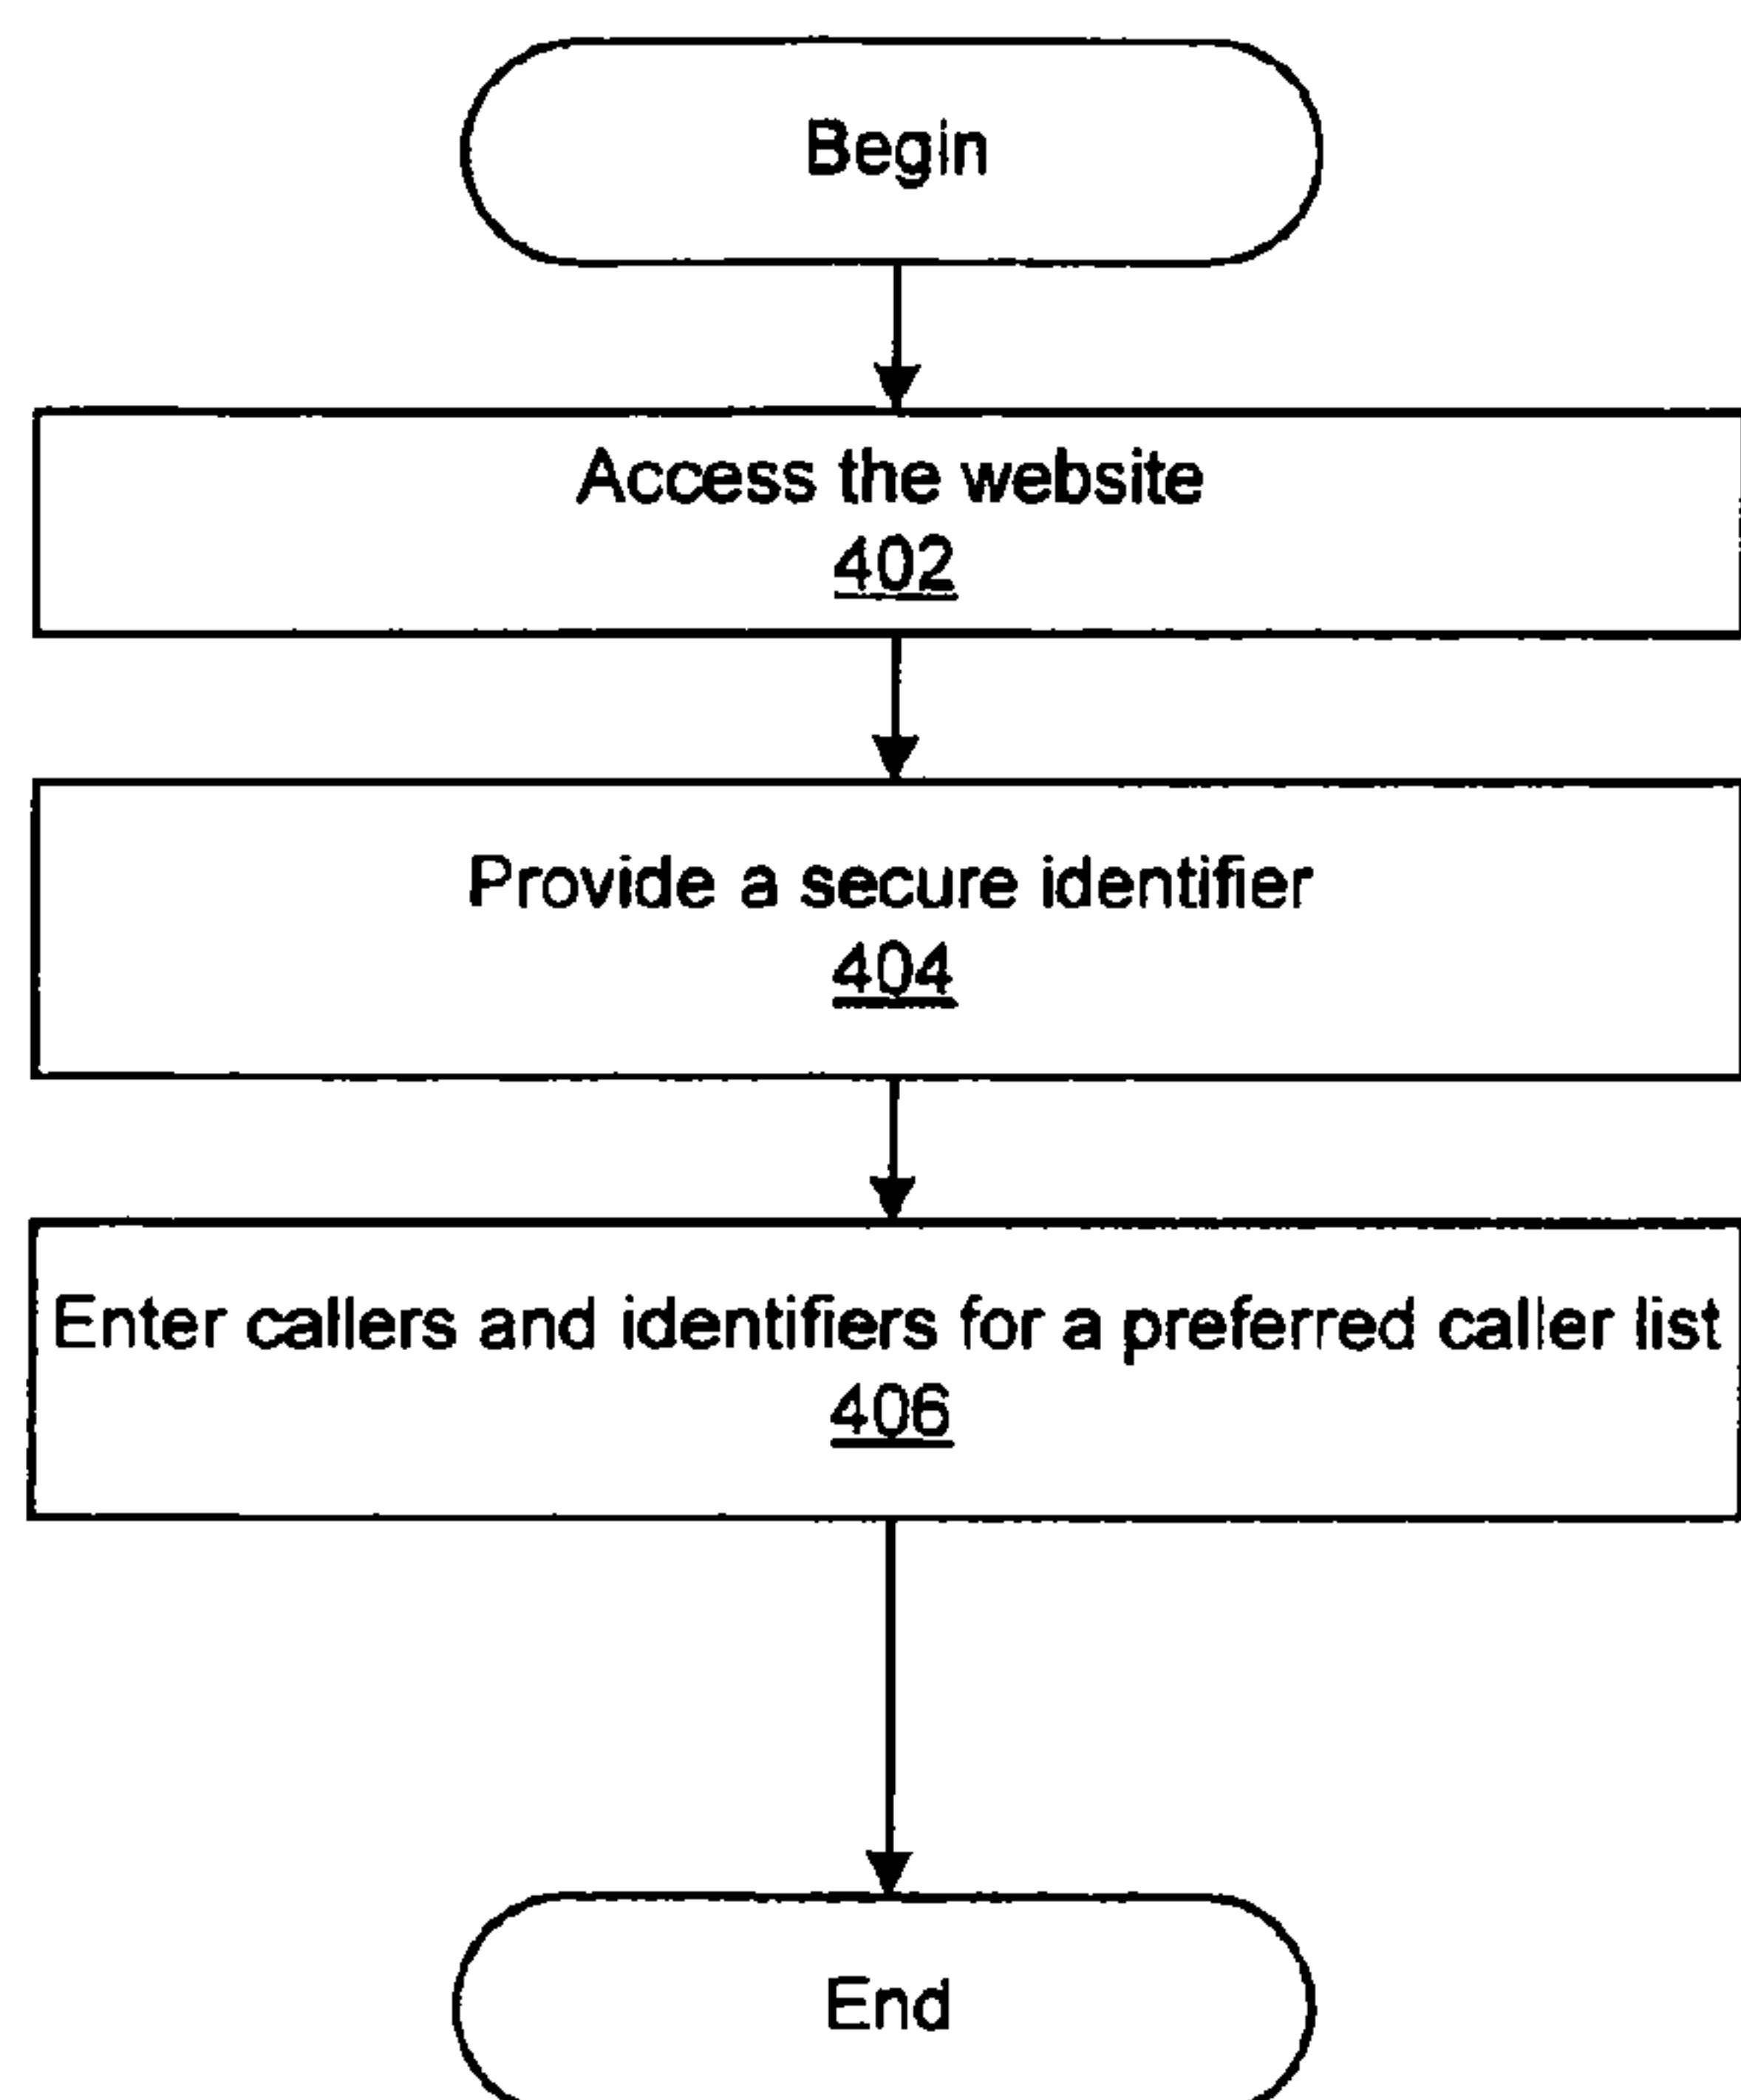 Begin
Access the website
402
Provide a secure identifier
404
Enter callers and identifiers for a preferred caller list
406
End